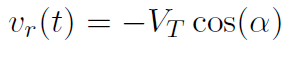 v_r(t) = −V_T cos(α)